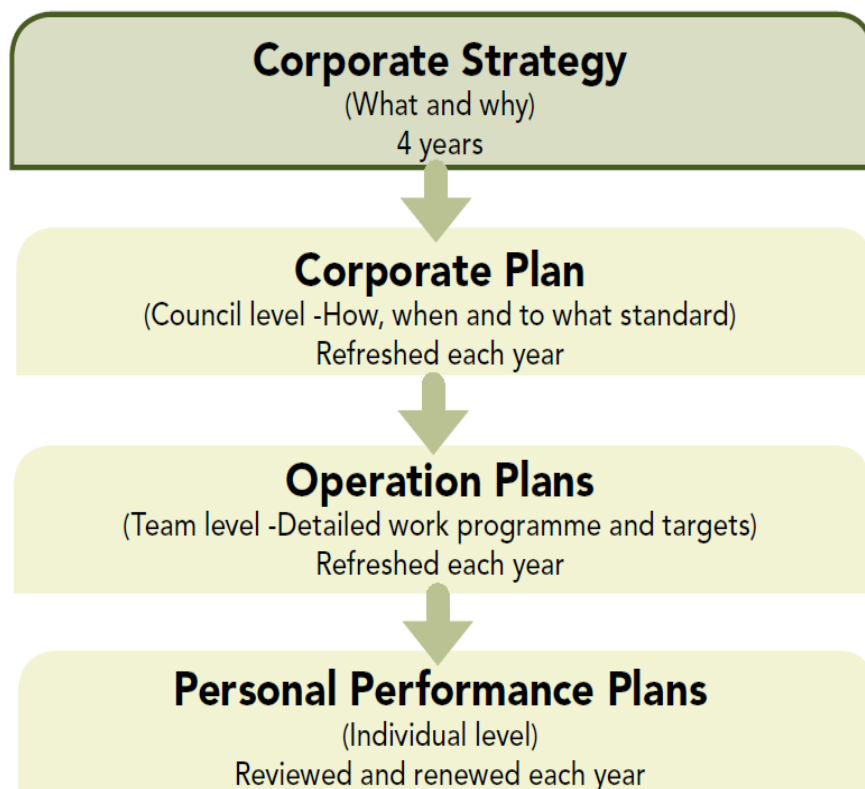 Corporate Strategy
(What and why)
4 years
Corporate Plan
(Council level -How, when and to what standard)
Refreshed each year
Operation Plans
(Team level -Detailed work programme and targets)
Refreshed each year
Personal Performance Plans
(Individual level)
Reviewed and renewed each year